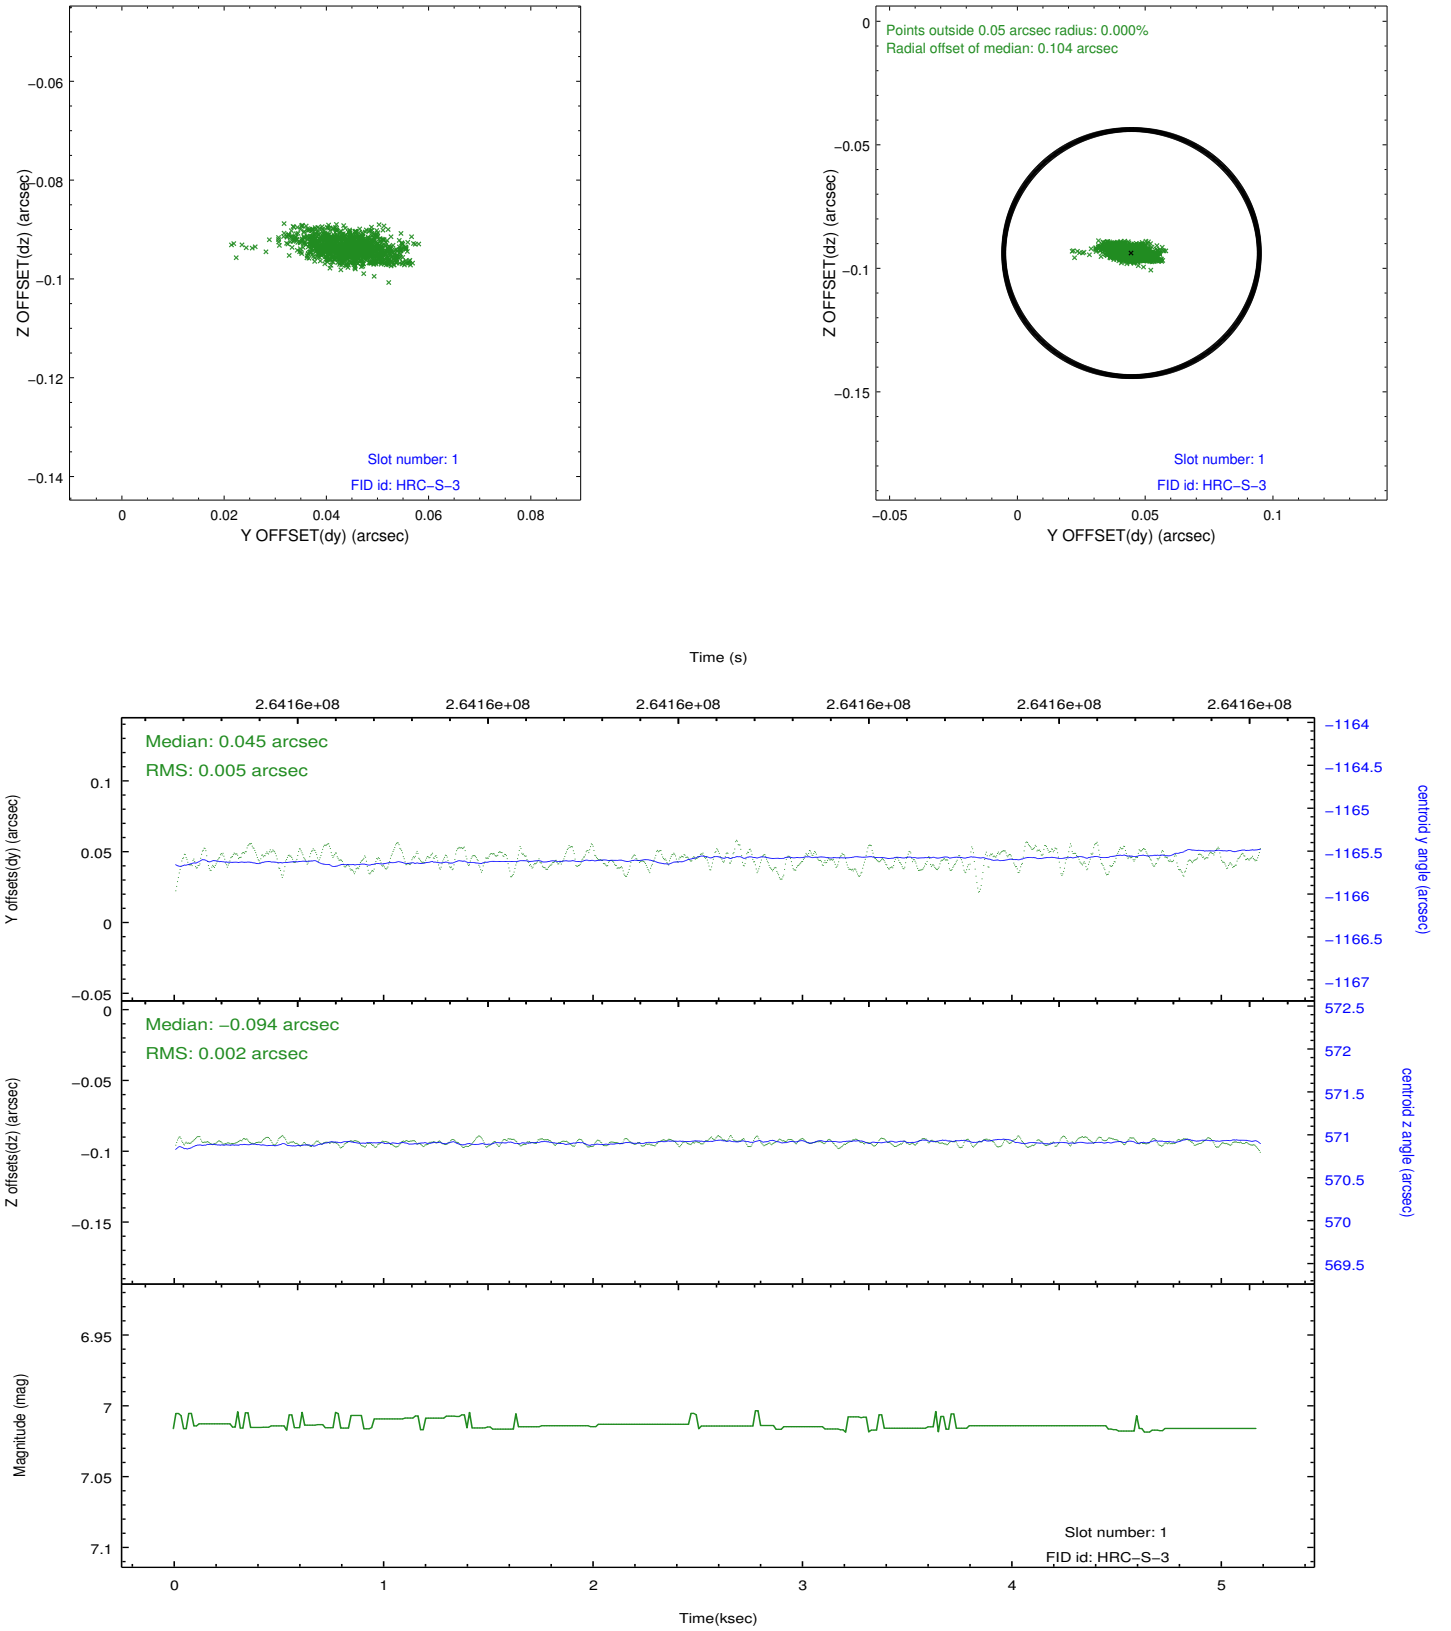 −0.06
−0.08
−0.1
−0.12
−0.14
Z OFFSET(dz) (arcsec)
Slot number: 1
FID id: HRC−S−3
0 0.02 0.04 0.06 0.08
Y OFFSET(dy) (arcsec)
Points outside 0.05 arcsec radius: 0.000%
Radial offset of median: 0.104 arcsec
0
−0.05
−0.1
−0.15
Z OFFSET(dz) (arcsec)
Slot number: 1
FID id: HRC−S−3
−0.05 0 0.05 0.1
Y OFFSET(dy) (arcsec)
Time (s)
2.6416e+08 2.6416e+08 2.6416e+08 2.6416e+08 2.6416e+08 2.6416e+08
Median: 0.045 arcsec
RMS: 0.005 arcsec
0.1
0.05
0
−0.05
Y offsets(dy) (arcsec)
−1164
−1164.5
−1165
−1165.5
−1166
−1166.5
−1167
centroid y angle (arcsec)
Median: −0.094 arcsec
RMS: 0.002 arcsec
0
−0.05
−0.1
−0.15
Z offsets(dz) (arcsec)
572.5
572
571.5
571
570.5
570
569.5
centroid z angle (arcsec)
6.95
7
7.05
7.1
Magnitude (mag)
Slot number: 1
FID id: HRC−S−3
0 1 2 3 4 5
Time(ksec)